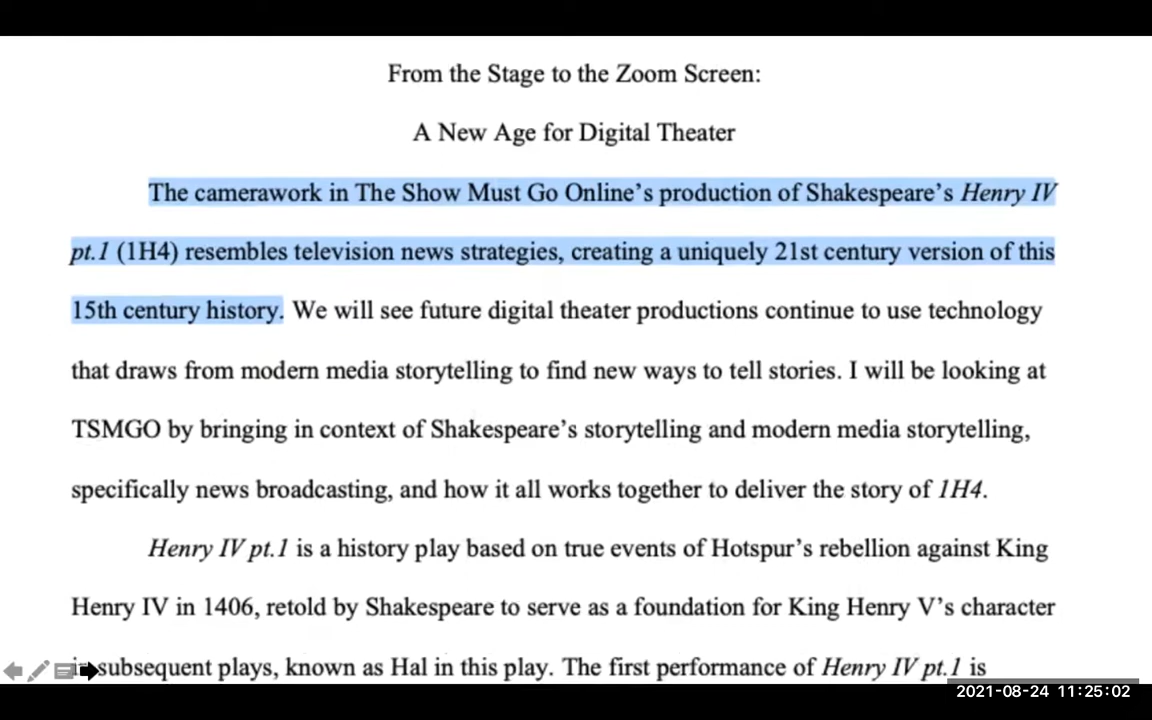 From the Stage to the Zoom Screen:
A New Age for Digital Theater
The camerawork in The Show Must Go Online’s production of Shakespeare’s Henry IV
pt.1 (1H4) resembles television news strategies, creating a uniquely 21st century version of this
15th century history. We will see future digital theater productions continue to use technology
that draws from modern media storytelling to find new ways to tell stories. I will be looking at
TSMGO by bringing in context of Shakespeare’s storytelling and modern media storytelling,
specifically news broadcasting, and how it all works together to deliver the story of 1H4.
Henry IV pt.1 is a history play based on true events of Hotspur’s rebellion against King
Henry IV in 1406, retold by Shakespeare to serve as a foundation for King Henry V’s character
subsequent plays, known as Hal in this play. The first performance of Henry IV pt.1 is
2021-08-24 11:25:02